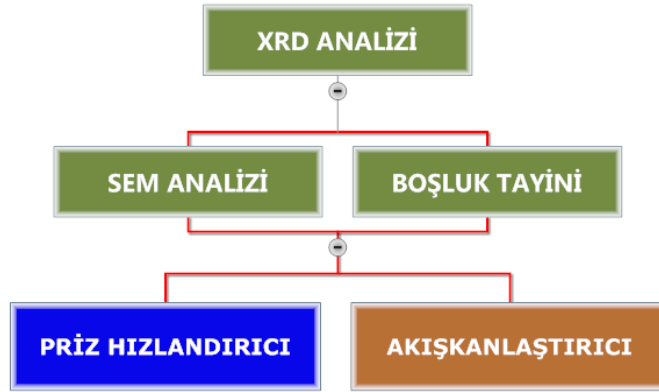 XRD ANALİZİ
SEM ANALİZİ
BOŞLUK TAYİNİ
PRİZ HIZLANDIRICI
AKIŞKANLAŞTIRICI